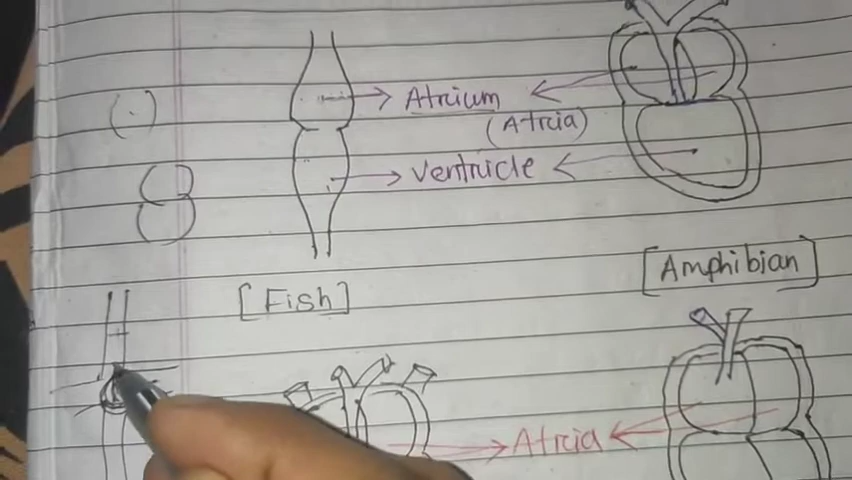 Atrium
(Atria)
Ventricle
[Amphibian]
[Fish]
Atria